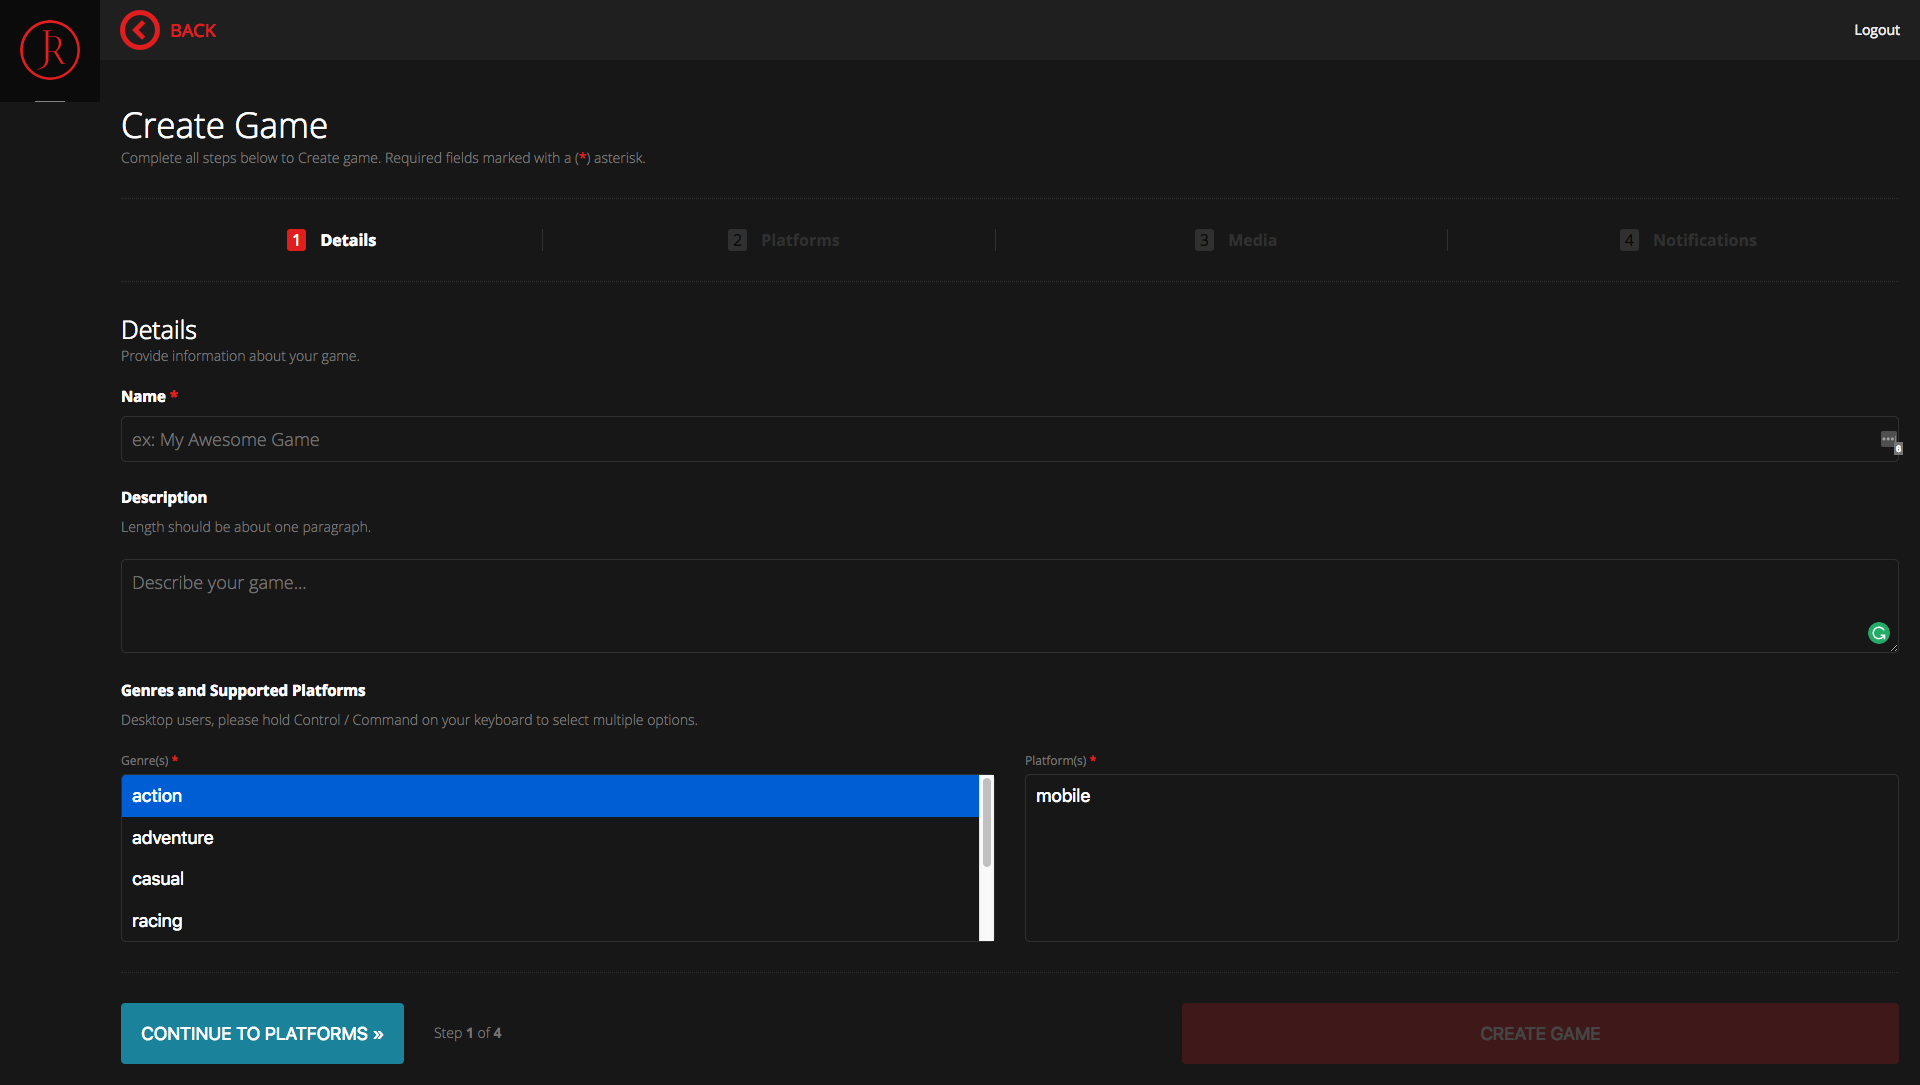 JR
BACK
Logout
Create Game
Complete all steps below to Create game. Required fields marked with a (*) asterisk.
1 Details
2 Platforms
3 Media
4 Notifications
Details
Provide information about your game.
Name *
ex: My Awesome Game
6
Description
Length should be about one paragraph.
Describe your game...
Genres and Supported Platforms
Desktop users, please hold Control / Command on your keyboard to select multiple options.
Genre(s) *
action
adventure
casual
racing
Platform(s) *
mobile
CONTINUE TO PLATFORMS »
Step 1 of 4
CREATE GAME